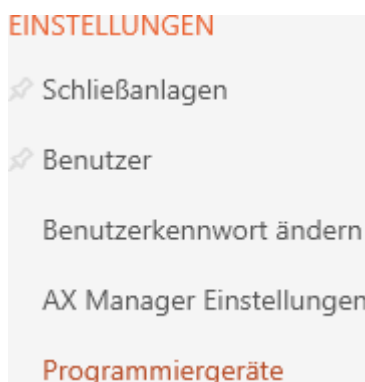 EINSTELLUNGEN
Schließanlagen
Benutzer
Benutzerkennwort ändern
AX Manager Einstellungen
Programmiergeräte